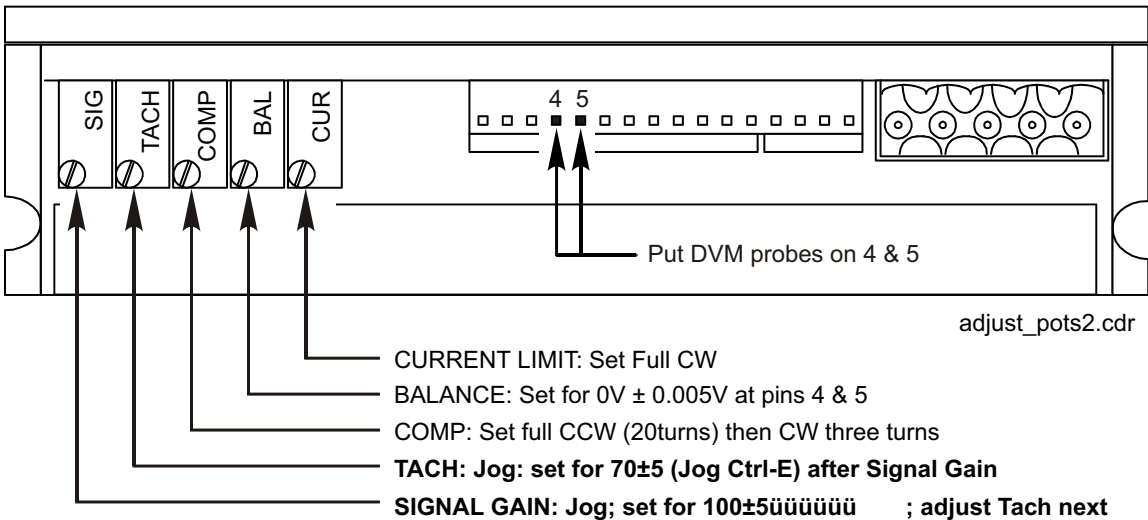 SIG
TACH
COMP
BAL
CUR
4 5
Put DVM probes on 4 & 5
adjust_pots2.cdr
CURRENT LIMIT: Set Full CW
BALANCE: Set for 0V ± 0.005V at pins 4 & 5
COMP: Set full CCW (20turns) then CW three turns
TACH: Jog: set for 70±5 (Jog Ctrl-E) after Signal Gain
SIGNAL GAIN: Jog; set for 100±5üüüüüü ; adjust Tach next